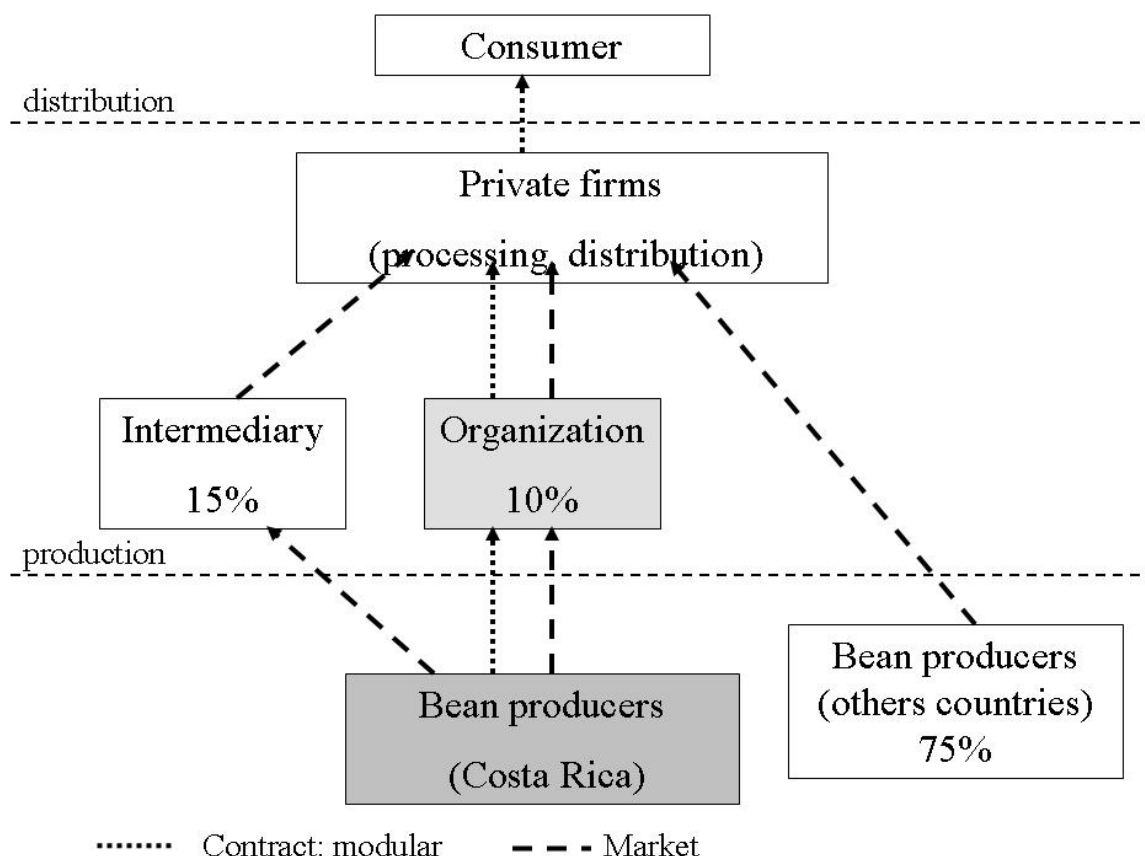 Consumer
distribution
Private firms
(processing, distribution)
Intermediary
15%
Organization
10%
production
Bean producers
(Costa Rica)
Bean producers
(others countries)
75%
Contract: modular
Market